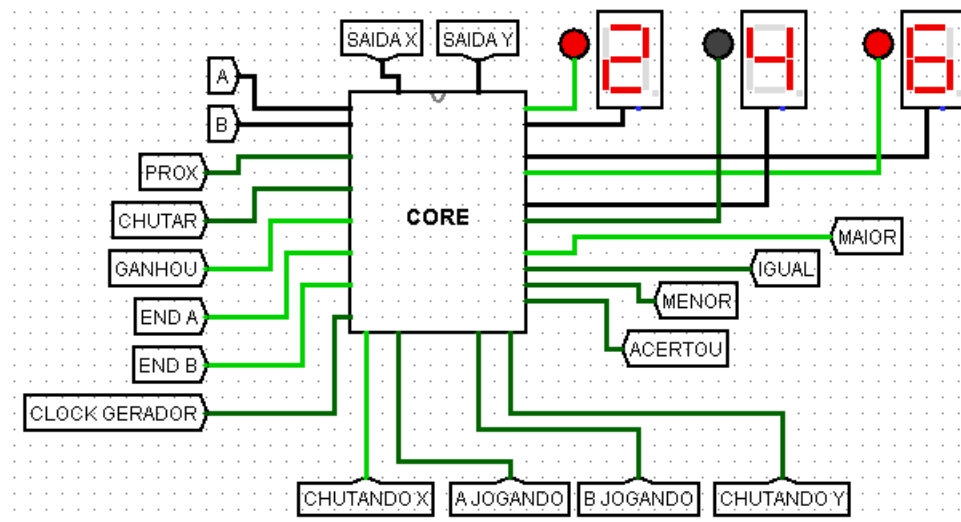 SAIDA X
SAIDA Y
2
4
6
A
B
PROX
CHUTAR
CORE
GANHOU
MAIOR
IGUAL
END A
MENOR
END B
ACERTOU
CLOCK GERADOR
CHUTANDO X
A JOGANDO
B JOGANDO
CHUTANDO Y